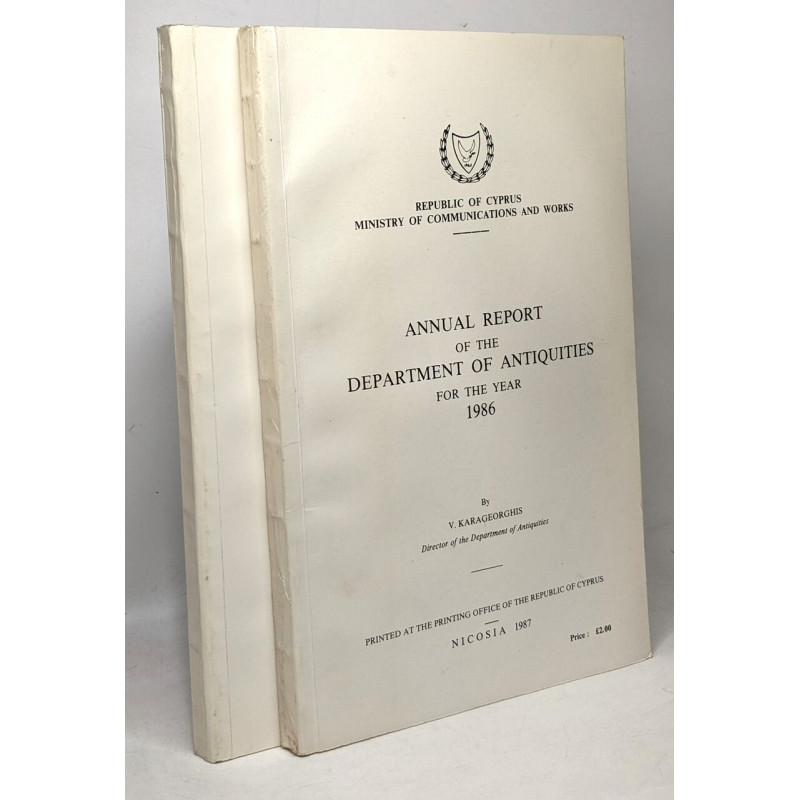 REPUBLIC OF CYPRUS
MINISTRY OF COMMUNICATIONS AND WORKS
ANNUAL REPORT
OF THE
DEPARTMENT OF ANTIQUITIES
FOR THE YEAR
1986
By
V. KARAGEORGHIS
Director of the Department of Antiquities
PRINTED AT THE PRINTING OFFICE OF THE REPUBLIC OF CYPRUS
NICOSIA 1987
Price : £2.00